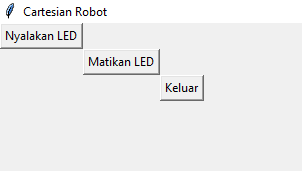 Cartesian Robot
Nyalakan LED
Matikan LED
Keluar